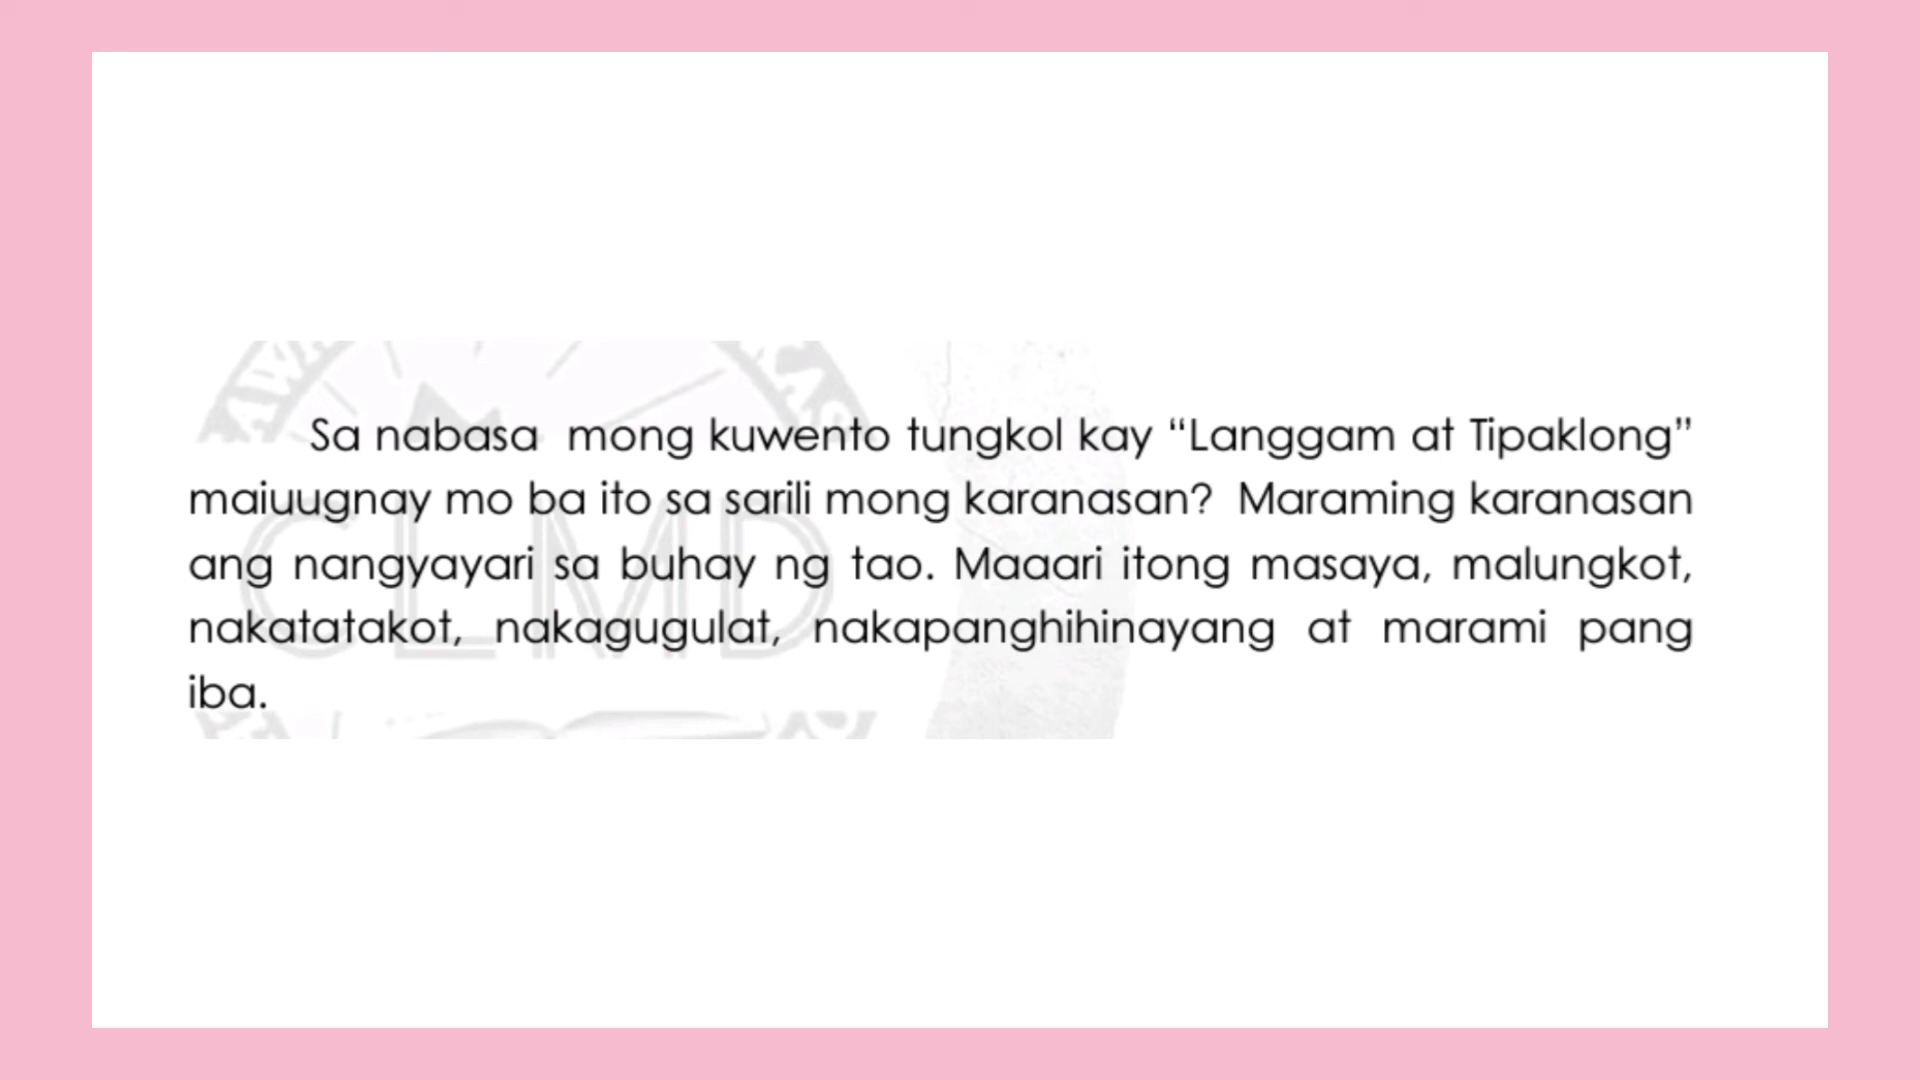 Sa nabasa mong kuwento tungkol kay “Langgam at Tipaklong”
maiuugnay mo ba ito sa sarili mong karanasan? Maraming karanasan
ang nangyayari sa buhay ng tao. Maaari itong masaya, malungkot,
nakatatakot, nakagugulat, nakapanghihinayang at marami pang
iba.
CLMD